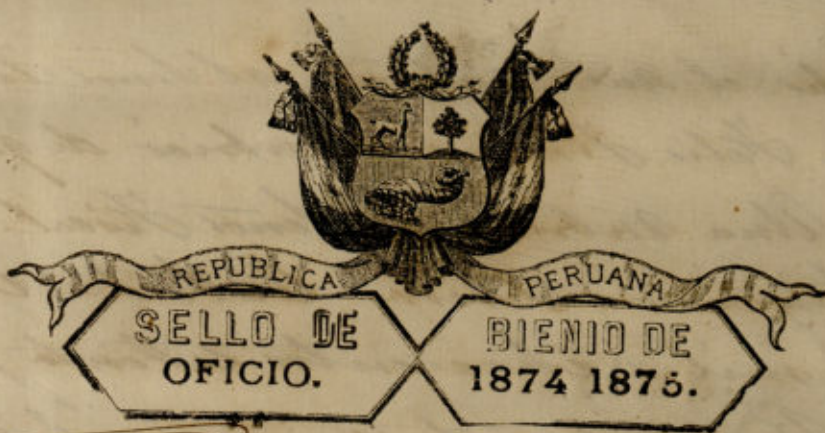 REPUBLICA PERUANA
SELLO DE
OFICIO.
BIENIO DE
1874 1875.